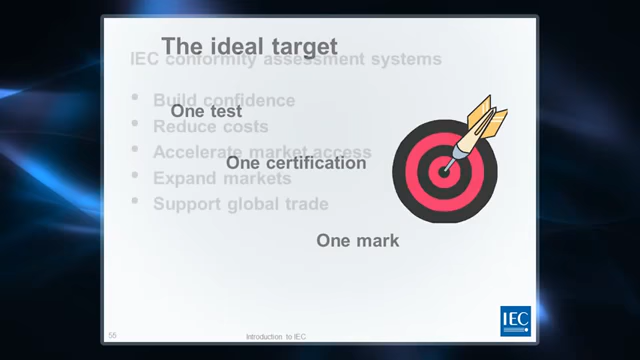 The ideal target
IEC conformity assessment systems
• Build confidence
One test
• Reduce costs
• Accelerate market access
One certification
• Expand markets
• Support global trade
One mark
55
Introduction to IEC
IEC